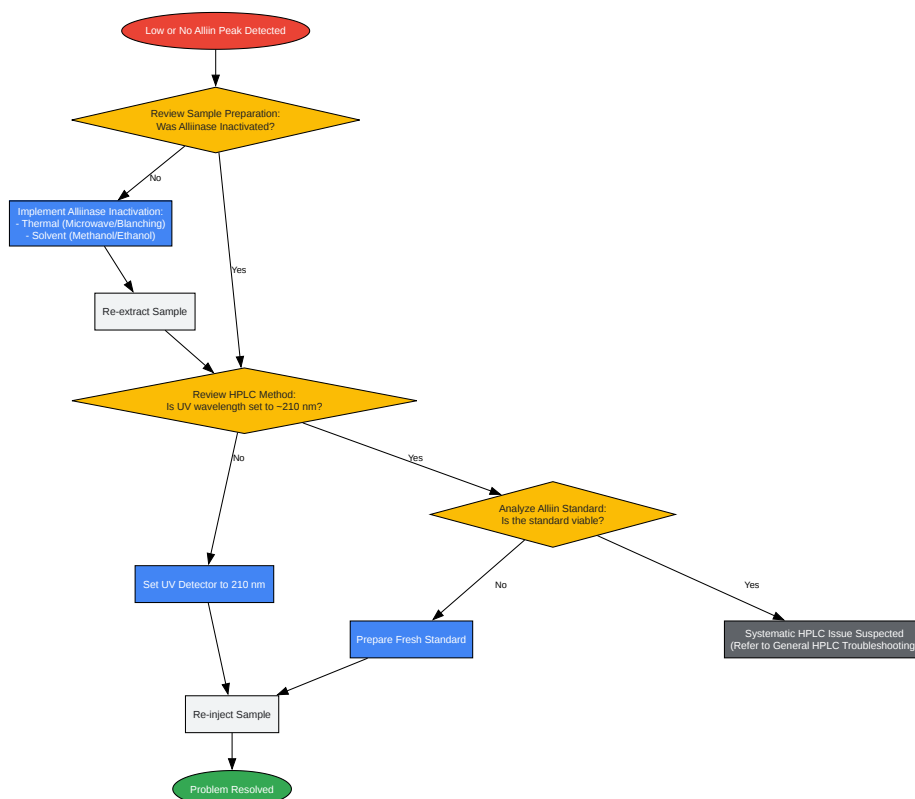 Low or No Alliin Peak Detected
Review Sample Preparation:
Was Alliinase Inactivated?
No
Implement Alliinase Inactivation:
- Thermal (Microwave/Blanching)
- Solvent (Methanol/Ethanol)
Yes
Re-extract Sample
Review HPLC Method:
Is UV wavelength set to ~210 nm?
No
Yes
Analyze Alliin Standard:
Is the standard viable?
Set UV Detector to 210 nm
No
Yes
Prepare Fresh Standard
Systematic HPLC Issue Suspected
(Refer to General HPLC Troubleshooting
Re-inject Sample
Problem Resolved